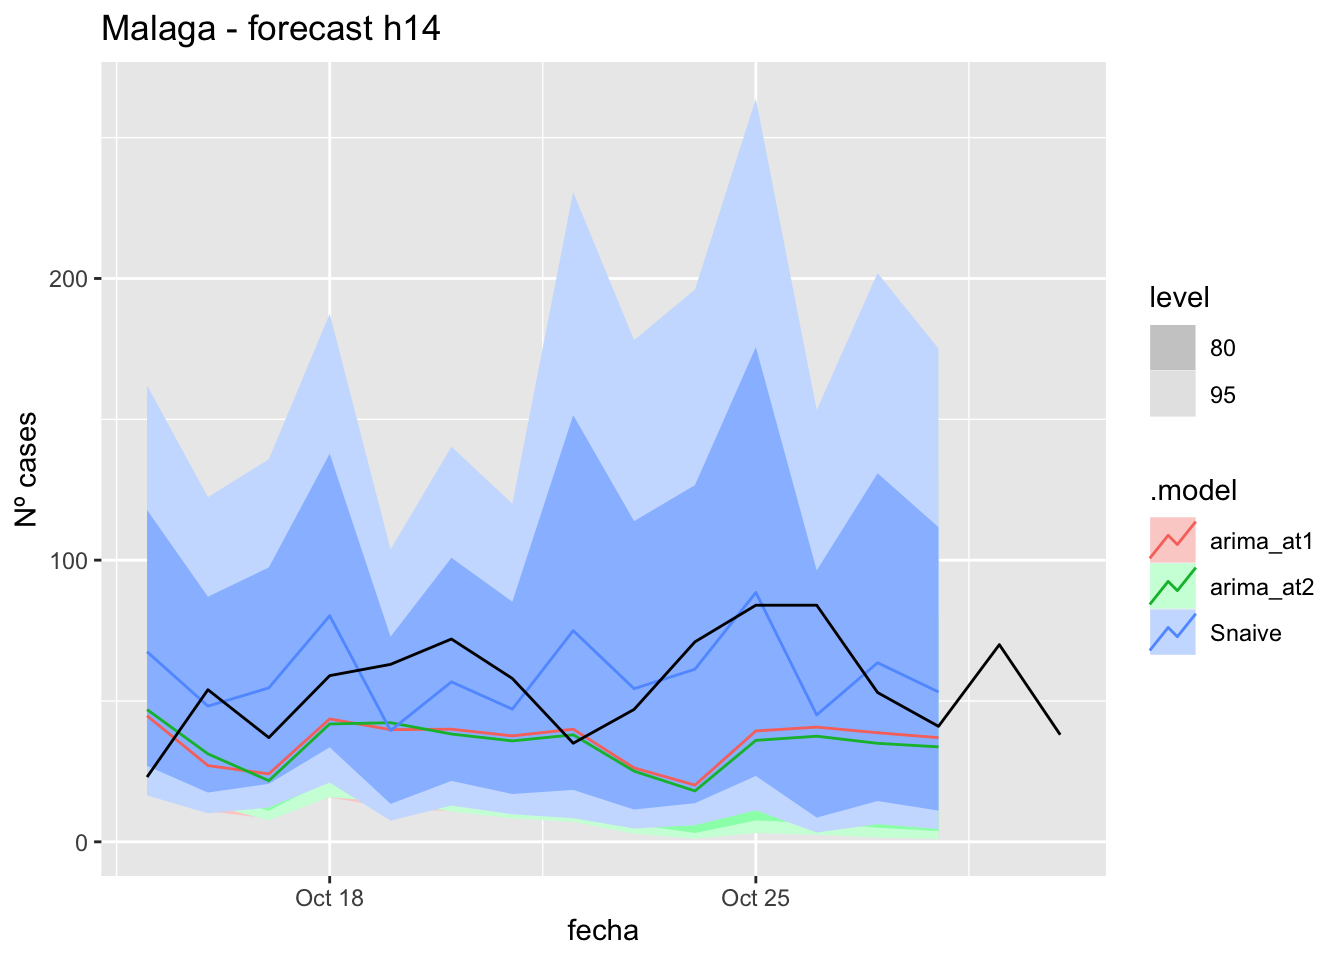 Malaga - forecast h14
Nº cases
200
100
0
Oct 18
Oct 25
fecha
level
80
95
.model
arima_at1
arima_at2
Snaive